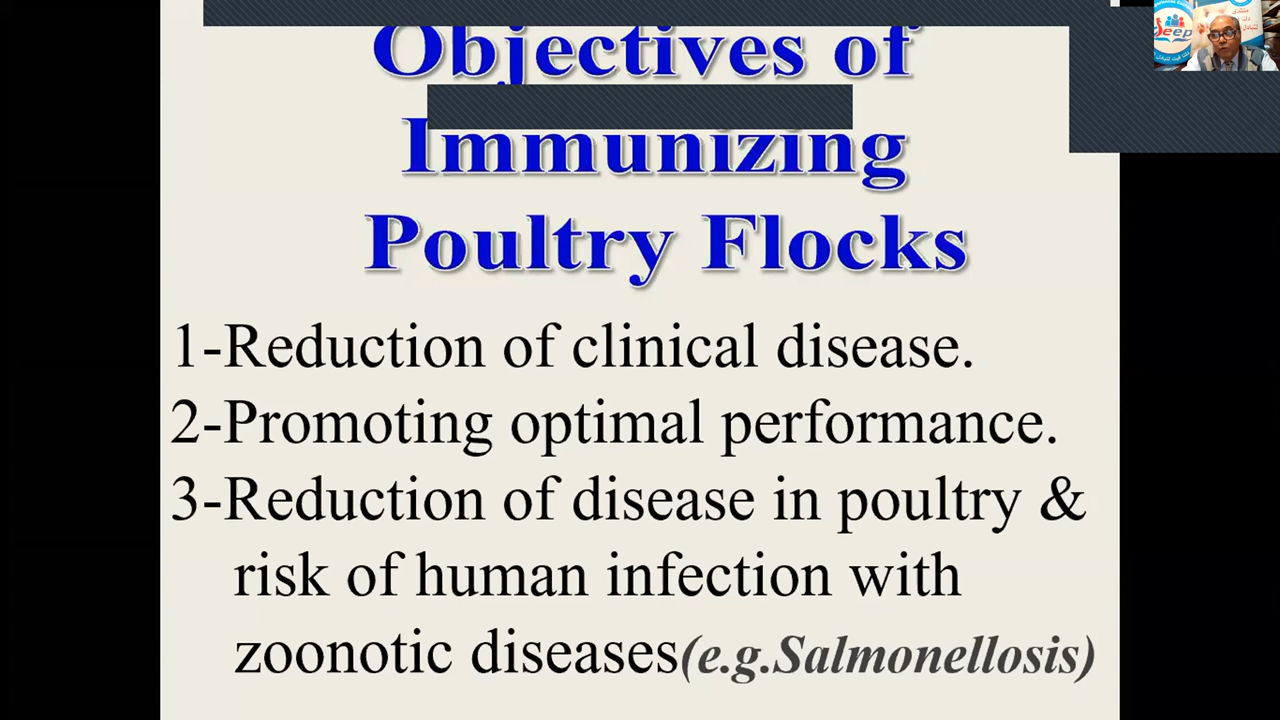 Objectives of
Immunizing
Poultry Flocks
1-Reduction of clinical disease.
2-Promoting optimal performance.
3-Reduction of disease in poultry &
risk of human infection with
zoonotic diseases(e.g.Salmonellosis)
منتدى